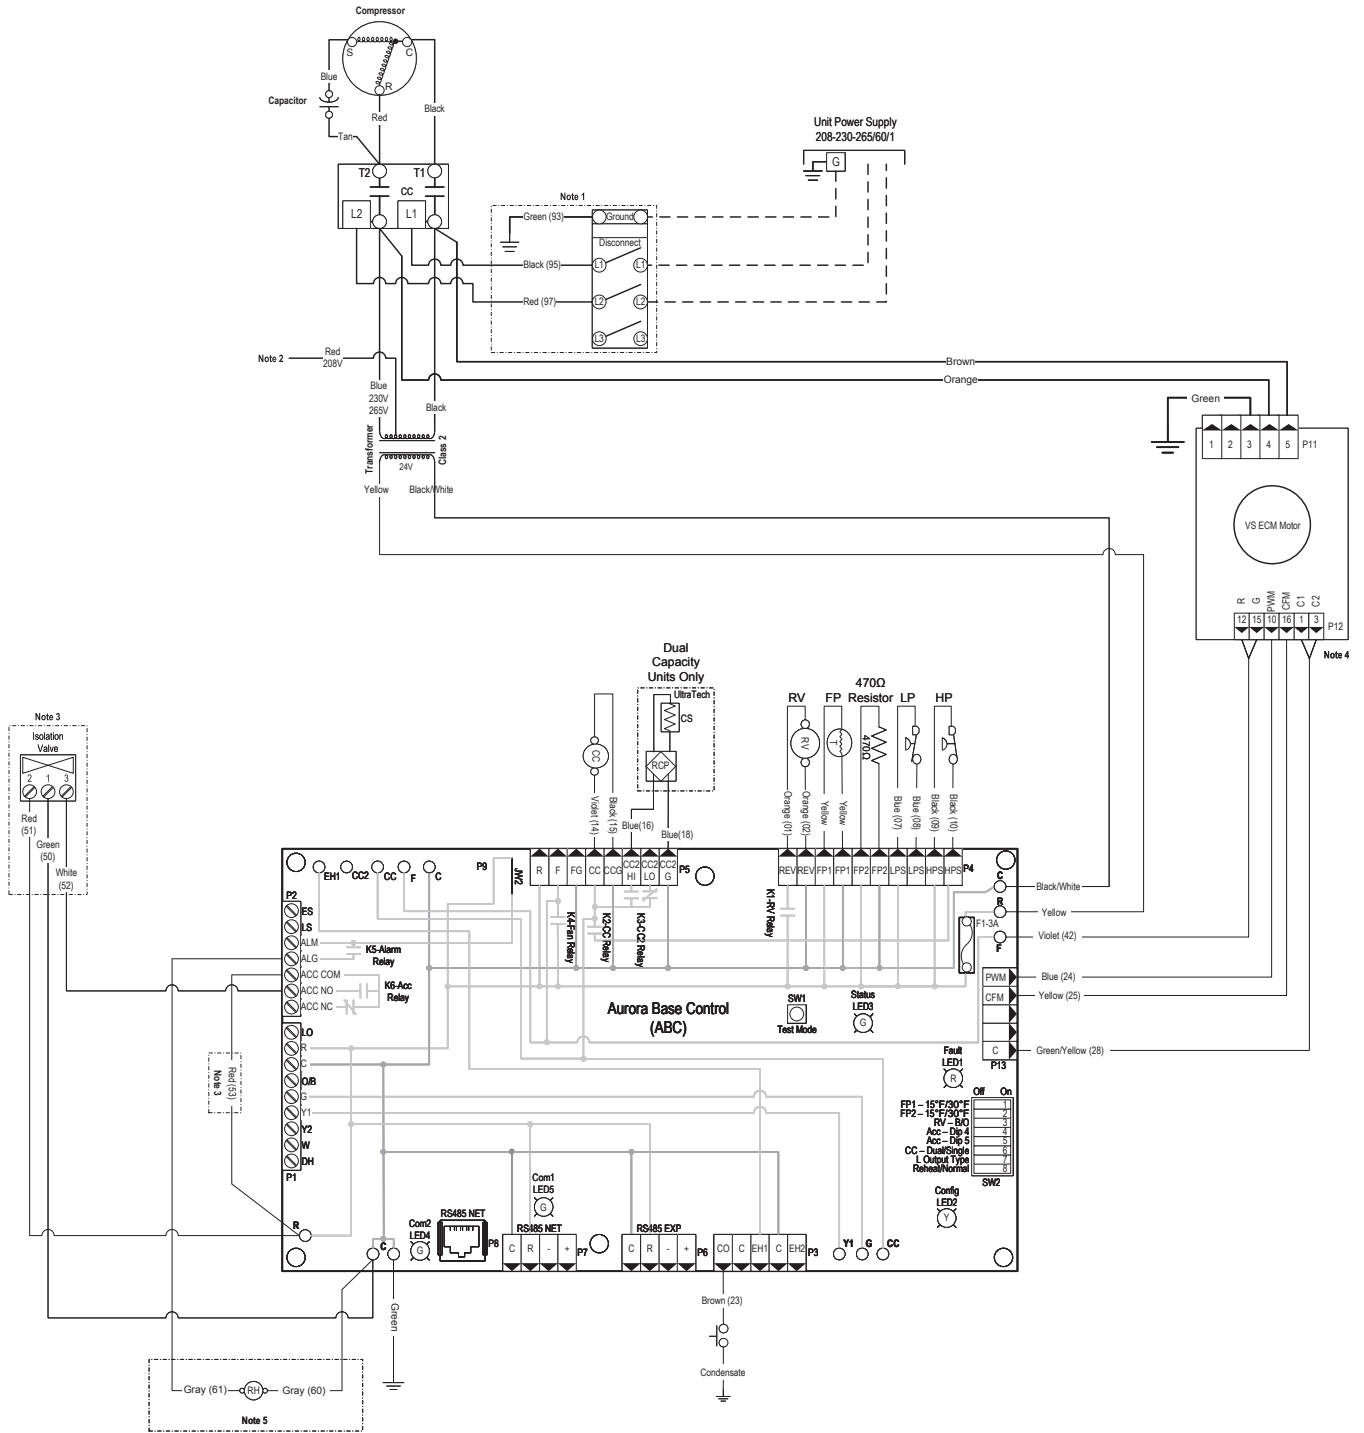 Compressor
S
C
R
Blue
Capacitor
Red
Black
Tan
T2
T1
CC
L2
L1
Unit Power Supply
208-230-265/60/1
G
Note 1
Green (93)
Ground
Disconnect
Black (95)
L1
L1
Red (97)
L2
L2
L3
L3
Note 2
Red
208V
Blue
230V
265V
Black
Transformer
Class 2
24V
Yellow
Black/White
Brown
Orange
Green
1
2
3
4
5
P11
VS ECM Motor
R
G
PWM
CFM
C1
C2
12
15
10
16
1
3
P12
Note 4
Note 3
Isolation
Valve
2
1
3
Red
(51)
Green
(50)
White
(52)
Dual
Capacity
Units Only
UltraTech
CS
RCP
CC
Violet (14)
Black (15)
Blue(16)
Blue(18)
RV
FP
470Ω
Resistor
LP
HP
RV
T
470Ω
Orange (01)
Orange (02)
Yellow
Yellow
Blue (07)
Blue (08)
Black (09)
Black (10)
EH1
CC2
CC
F
C
P9
JW2
R
F
FG
CC
CCG
CC2
HI
CC2
LO
CC2
G
P5
REV
REV
FP1
FP1
FP2
FP2
LPS
LPS
HPS
HPS
P4
C
Black/White
R
Yellow
F1-3A
Violet (42)
F
P2
ES
LS
ALM
ALG
ACC COM
ACC NO
ACC NC
K5-Alarm
Relay
K6-Acc
Relay
K4-Fan Relay
K2-CC Relay
K3-CC2 Relay
K1-RV Relay
PWM
Blue (24)
CFM
Yellow (25)
C
Green/Yellow (28)
P13
Aurora Base Control
(ABC)
SW1
Test Mode
Status
LED3
G
Fault
LED1
R
LO
R
C
O/B
G
Y1
Y2
W
DH
P1
Red (53)
Note 3
Off
On
FP1 – 15°F/30°F
1
FP2 – 15°F/30°F
2
RV – B/O
3
Acc – Dip 4
4
Acc – Dip 5
5
CC – Dual/Single
6
L Output Type
7
Reheat/Normal
8
SW2
Config
LED2
Y
Com1
LED5
G
Com2
LED4
G
RS485 NET
P8
RS485 NET
C
R
-
+
P7
RS485 EXP
C
R
-
+
P6
CO
C
EH1
C
EH2
P3
Y1
G
CC
R
C
Green
Brown (23)
Condensate
Gray (61)
RH
Gray (60)
Note 5